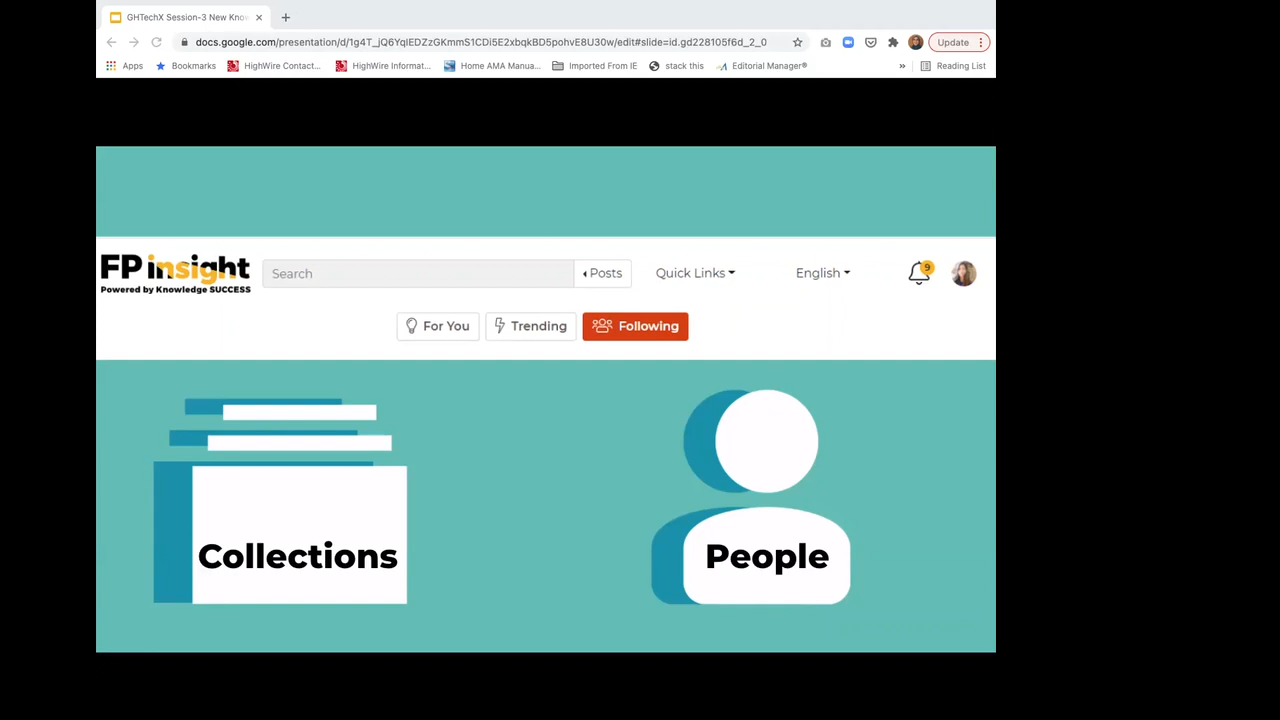 GHTechX Session-3 New Know
docs.google.com/presentation/d/1g4T_jQ6YqIEDZzGKmmS1CDi5E2xbqkBD5pohvE8U30w/edit#slide=id.gd228105f6d_2_0
Update
Apps Bookmarks HighWire Contact... HighWire Informat... Home AMA Manua... Imported From IE stack this Editorial Manager® » Reading List
FP insight
Powered by Knowledge SUCCESS
Search Posts Quick Links English 9
For You Trending Following
Collections People